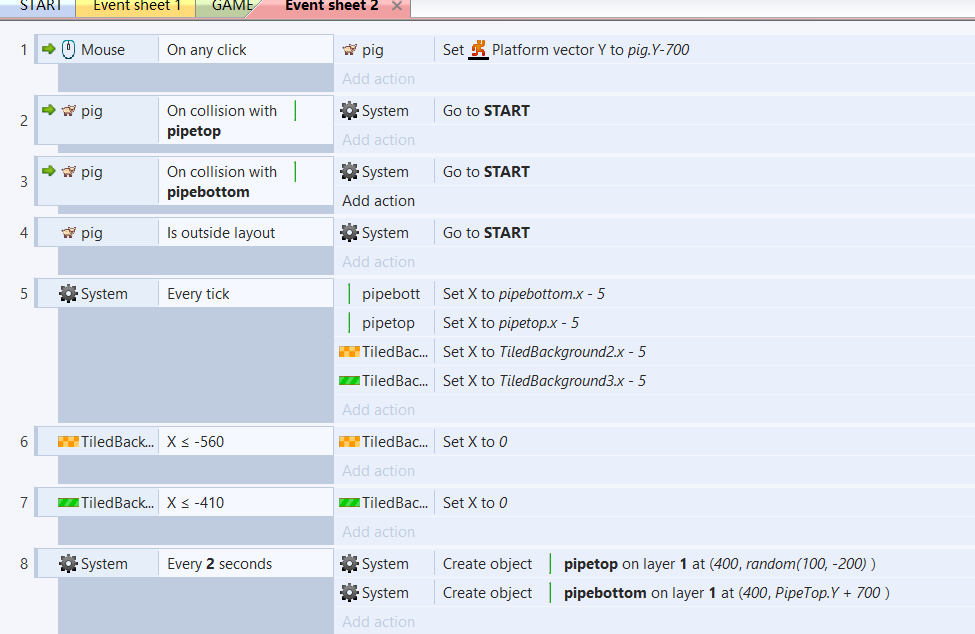 START Event sheet 1 GAME Event sheet 2
1 Mouse On any click pig Set Platform vector Y to pig.Y-700
Add action
2 pig On collision with pipetop System Go to START
Add action
3 pig On collision with pipebottom System Go to START
Add action
4 pig Is outside layout System Go to START
Add action
5 System Every tick pipebott Set X to pipebottom.x - 5
pipetop Set X to pipetop.x - 5
TiledBac... Set X to TiledBackground2.x - 5
TiledBac... Set X to TiledBackground3.x - 5
Add action
6 TiledBack... X ≤ -560 TiledBac... Set X to 0
Add action
7 TiledBack... X ≤ -410 TiledBac... Set X to 0
Add action
8 System Every 2 seconds System Create object pipetop on layer 1 at (400, random(100, -200) )
System Create object pipebottom on layer 1 at (400, PipeTop.Y + 700 )
Add action